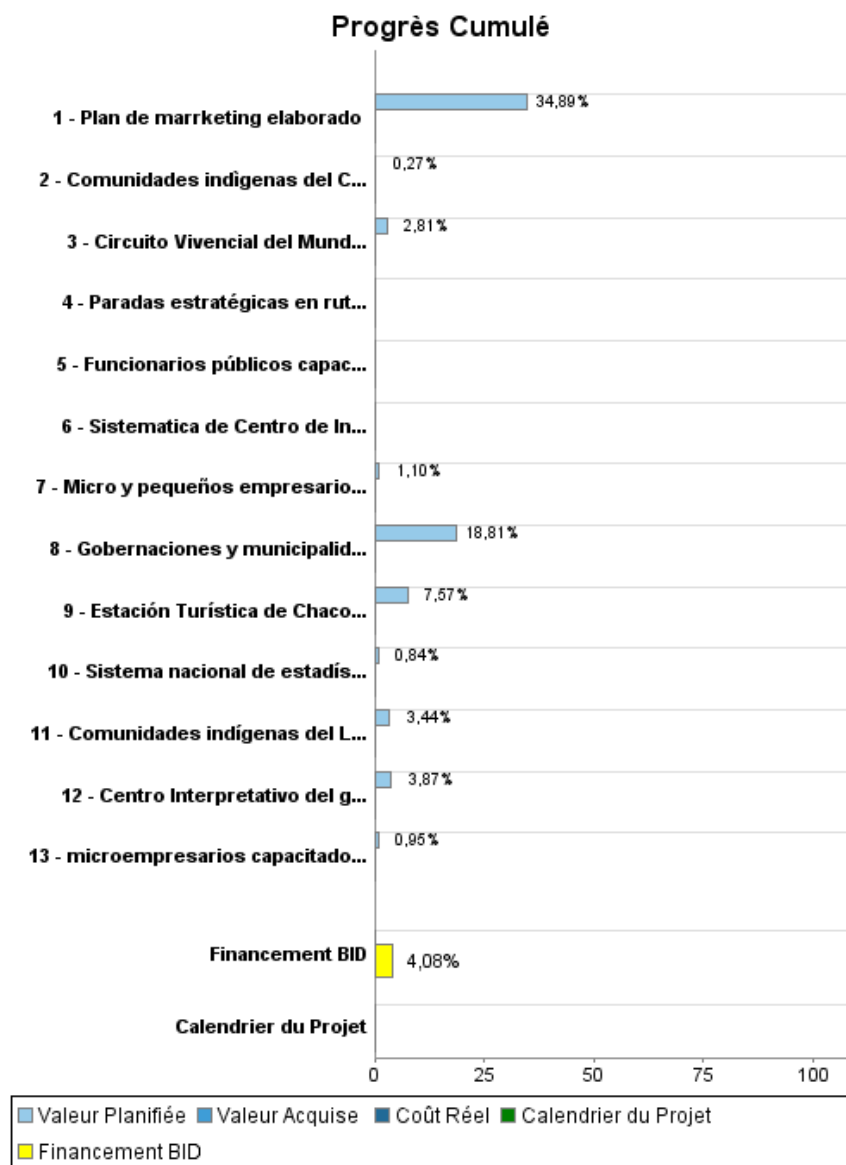 Progrès Cumulé
34,89%
1 - Plan de marrketing elaborado
0,27%
2 - Comunidades indìgenas del C...
2,81%
3 - Circuito Vivencial del Mund...
4 - Paradas estratégicas en rut...
5 - Funcionarios públicos capac...
6 - Sistematica de Centro de In...
1,10%
7 - Micro y pequeños empresario...
18,81%
8 - Gobernaciones y municipalid...
7,57%
9 - Estación Turística de Chaco...
0,84%
10 - Sistema nacional de estadís...
3,44%
11 - Comunidades indígenas del L...
3,87%
12 - Centro Interpretativo del g...
0,95%
13 - microempresarios capacitado...
Financement BID 4,08%
Calendrier du Projet
0 25 50 75 100
Valeur Planifiée Valeur Acquise Coût Réel Calendrier du Projet
Financement BID